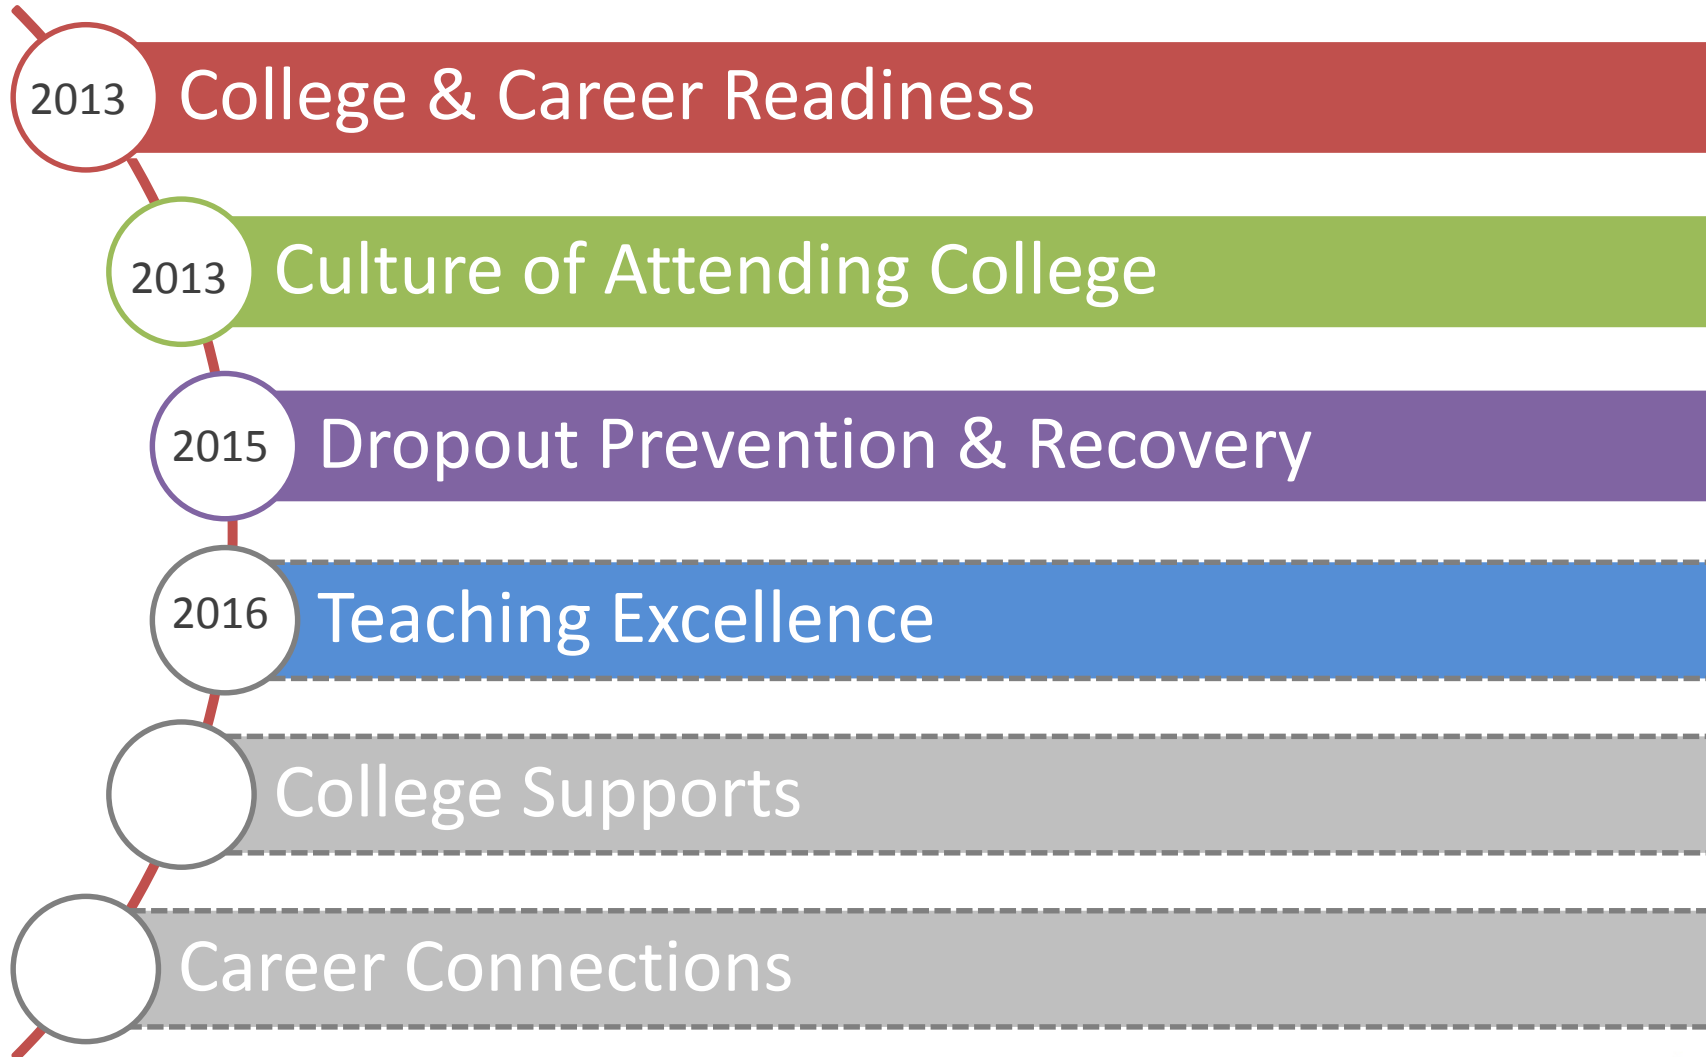 2013 College & Career Readiness
2013 Culture of Attending College
2015 Dropout Prevention & Recovery
2016 Teaching Excellence
College Supports
Career Connections